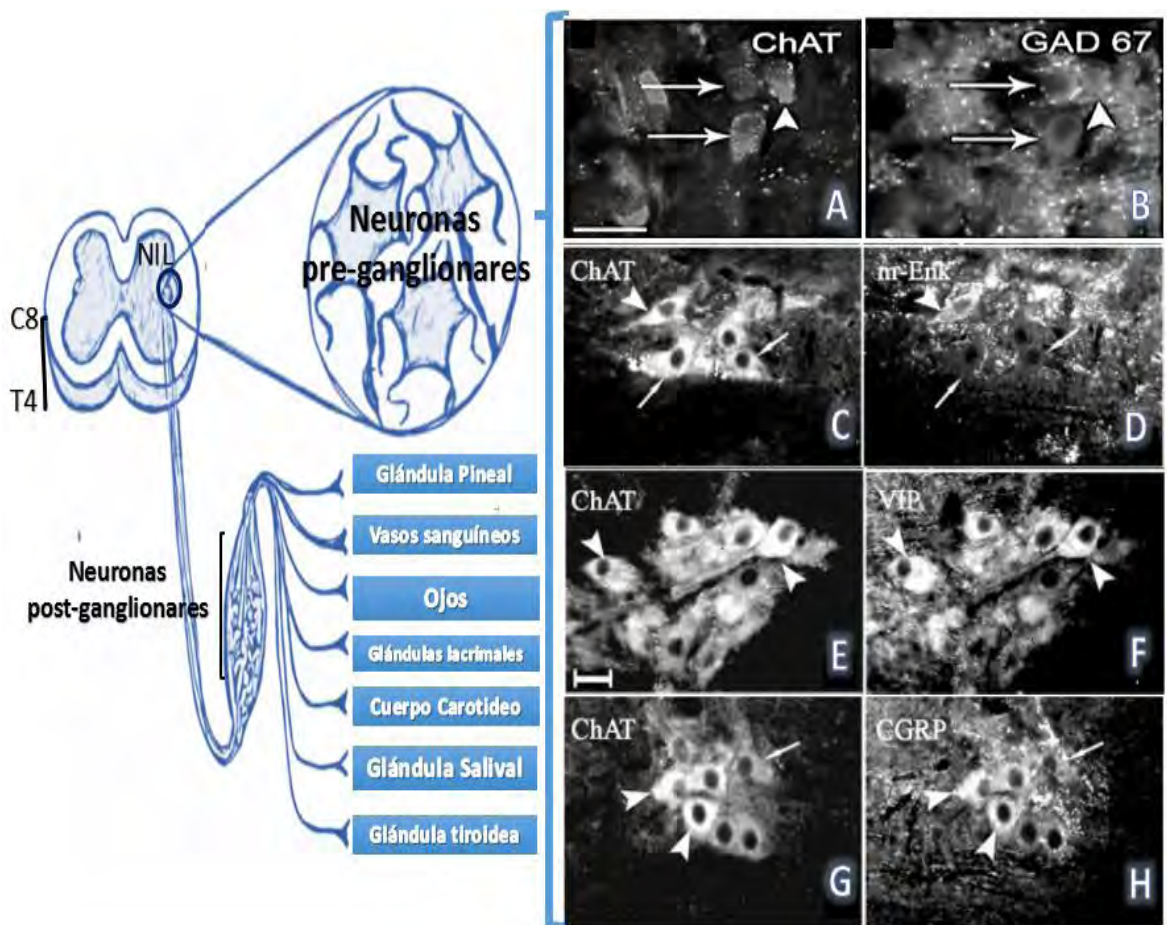 NIL
C8
T4
Neuronas
pre-ganglionares
Neuronas
post-ganglionares
Glándula Pineal
Vasos sanguíneos
Ojos
Glándulas lacrimales
Cuerpo Carotideo
Glándula Salival
Glándula tiroidea
ChAT
A
GAD 67
B
ChAT
C
m-Enk
D
ChAT
E
VIP
F
ChAT
G
CGRP
H